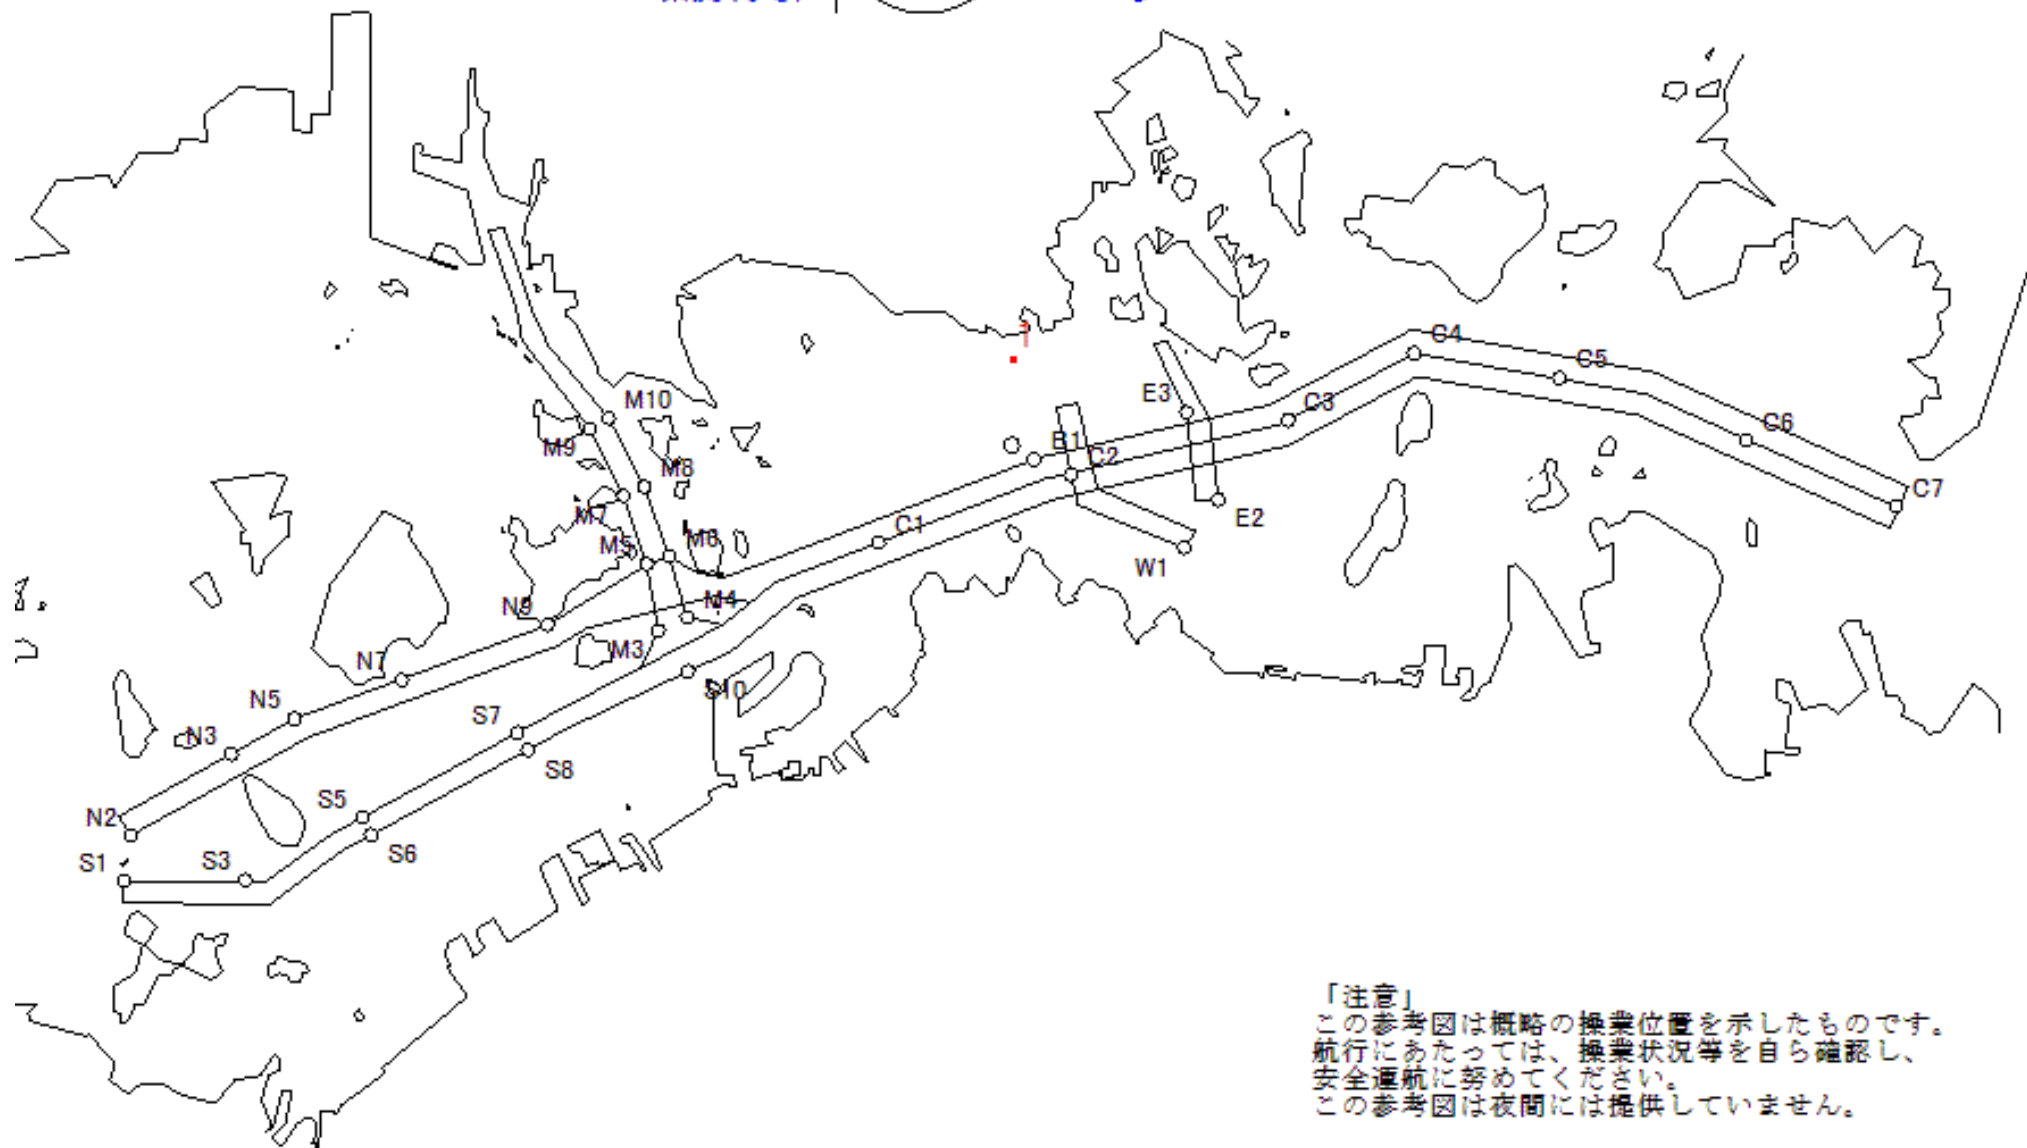 1
C4
C5
C6
C7
C3
E3
E2
B1
C2
W1
C1
M10
M9
M8
M7
M6
M5
M4
M3
N9
N7
N5
N3
N2
S1
S3
S5
S6
S7
S8
S10
「注意」
この参考図は概略の操業位置を示したものです。
航行にあたっては、操業状況等を自ら確認し、
安全運航に努めてください。
この参考図は夜間には提供していません。